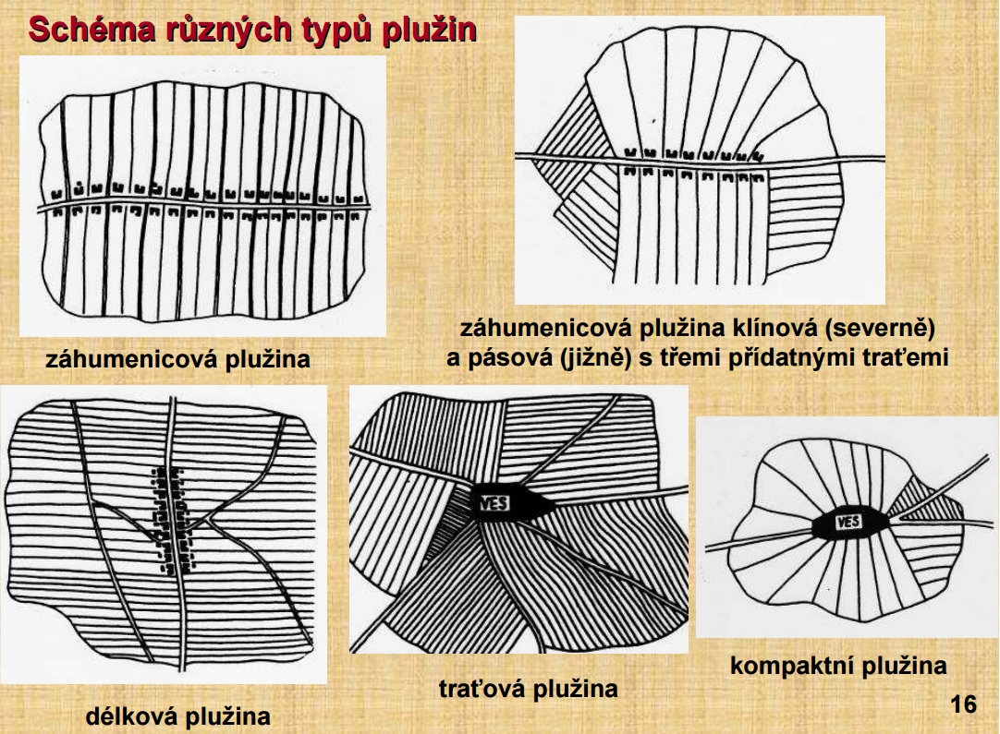 Schéma různých typů plužin
záhumenicová plužina
záhumenicová plužina klínová (severně)
a pásová (jižně) s třemi přídatnými traťemi
VES
VES
délková plužina
traťová plužina
kompaktní plužina
16